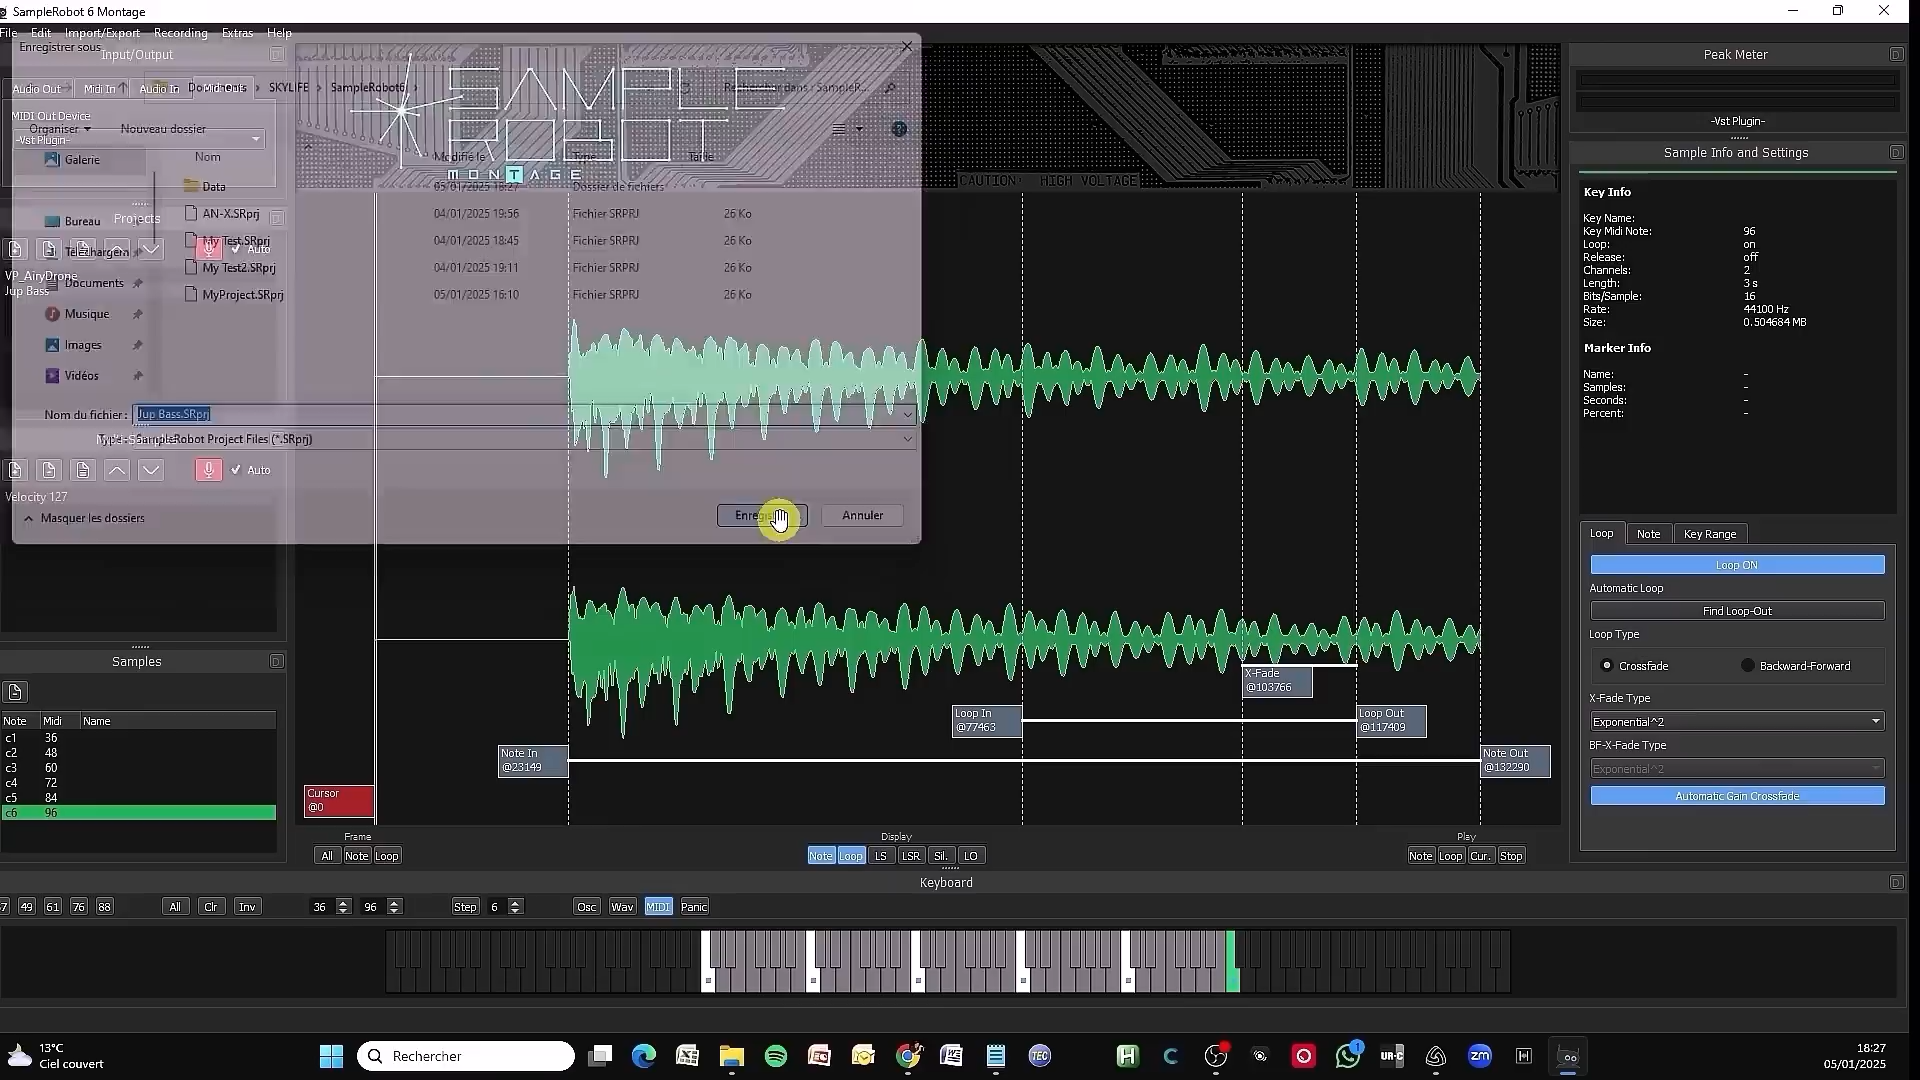 SampleRobot 6 Montage
File Edit Import/Export Recording Extras Help
Enregistrer sous
Input/Output
Audio Out Midi In Audio In
SKYLIFE > SampleRobot6
Rechercher dans : SampleR...
MIDI Out Device
Organiser Nouveau dossier
-Vst Plugin-
SAMPLE
ROBOT
MONTAGE
CAUTION: HIGH VOLTAGE
Galerie
Nom
Modifié le Type Taille
Data 05/01/2025 18:27 Dossier de fichiers
AN-X.SRprj 04/01/2025 19:56 Fichier SRPRJ 26 Ko
My Test.SRprj 04/01/2025 18:45 Fichier SRPRJ 26 Ko
My Test2.SRprj 04/01/2025 19:11 Fichier SRPRJ 26 Ko
MyProject.SRprj 05/01/2025 16:10 Fichier SRPRJ 26 Ko
Projects
Auto
VP_AiryDrone
Jup Bass
Bureau
Documents
Musique
Images
Vidéos
Nom du fichier : Jup Bass.SRprj
Type : SampleRobot Project Files (*.SRprj)
Auto
Velocity 127
Masquer les dossiers
Annuler
Samples
Note Midi Name
c1 36
c2 48
c3 60
c4 72
c5 84
c6 96
X-Fade
@103766
Loop In
@77463
Loop Out
@117409
Note In
@23149
Note Out
@132290
Cursor
@0
Frame
All Note Loop
Display
Note Loop LS LSR Sil. LO
Play
Note Loop Cur. Stop
Peak Meter
-Vst Plugin-
Sample Info and Settings
Key Info
Key Name:
Key Midi Note: 96
Loop: on
Release: off
Channels: 2
Length: 3 s
Bits/Sample: 16
Rate: 44100 Hz
Size: 0.504684 MB
Marker Info
Name: -
Samples: -
Seconds: -
Percent: -
Loop Note Key Range
Loop ON
Automatic Loop
Find Loop-Out
Loop Type
Crossfade Backward-Forward
X-Fade Type
Exponential^2
BF-X-Fade Type
Exponential^2
Automatic Gain Crossfade
Keyboard
49 61 76 88 All Clr Inv 36 96 Step 6 Osc Wav MIDI Panic
13°C
Ciel couvert
Rechercher
TEC
H
UR-C
zm
1
18:27
05/01/2025